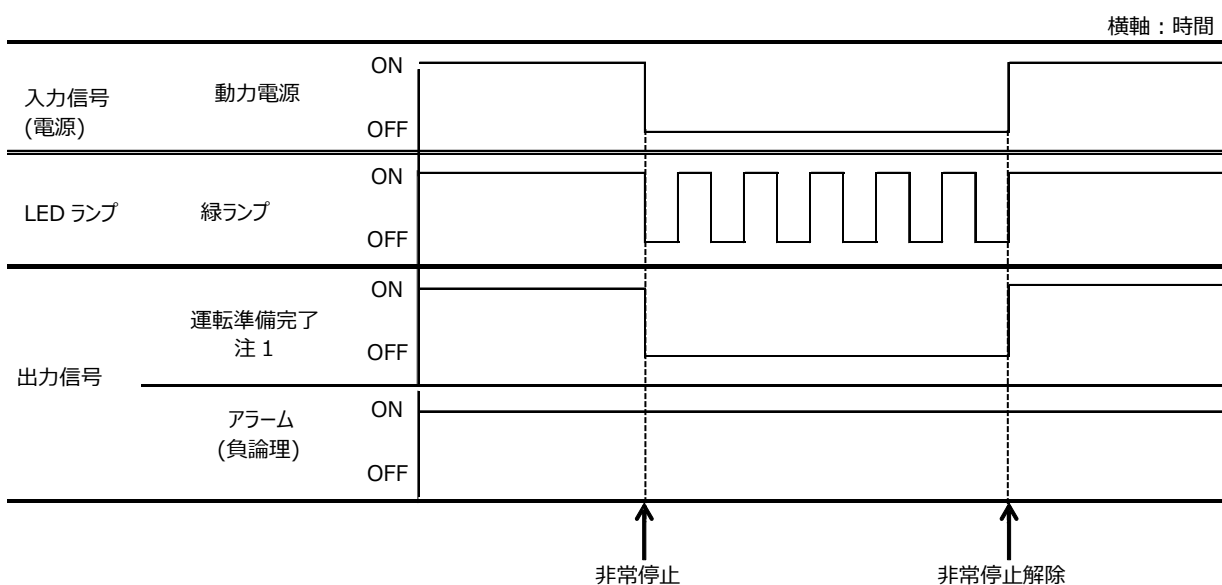 横軸：時間
入力信号
(電源)
動力電源
ON
OFF
LED ランプ
緑ランプ
ON
OFF
出力信号
運転準備完了
注 1
ON
OFF
アラーム
(負論理)
ON
OFF
非常停止
非常停止解除